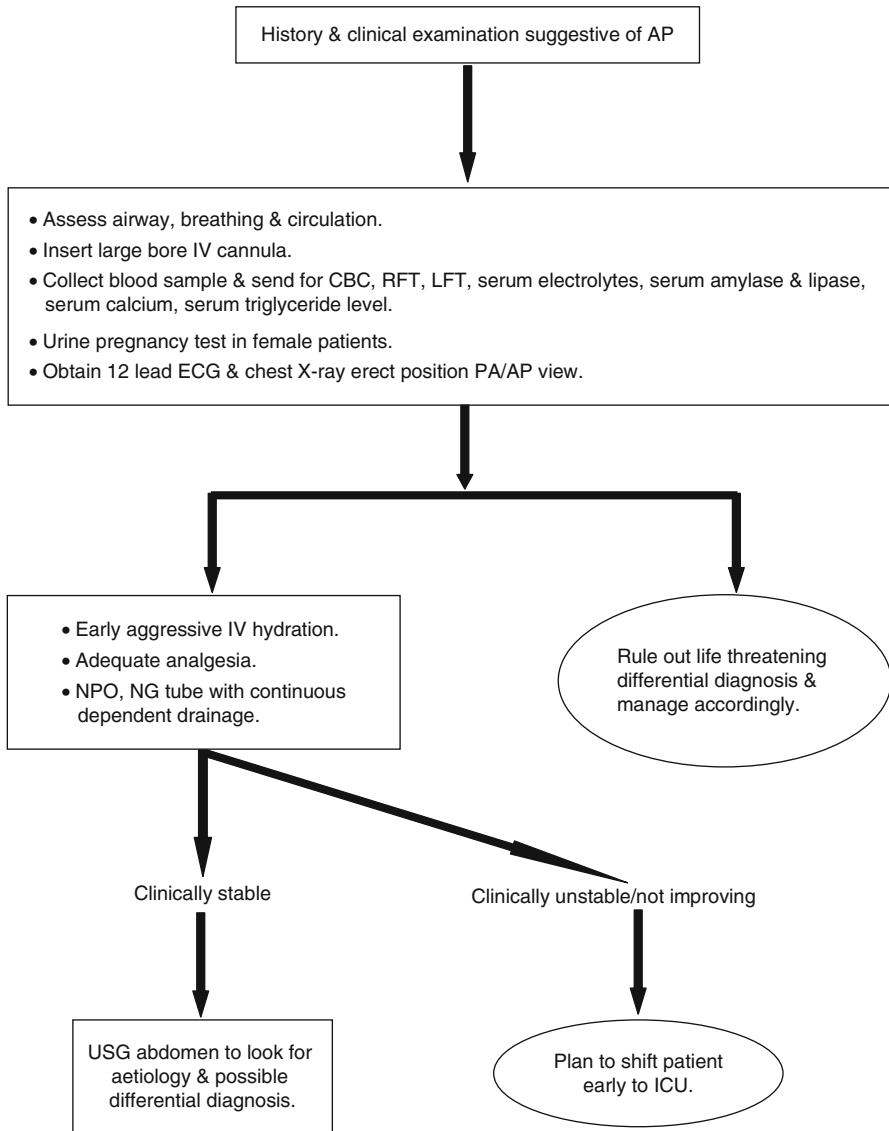 History & clinical examination suggestive of AP
• Assess airway, breathing & circulation.
• Insert large bore IV cannula.
• Collect blood sample & send for CBC, RFT, LFT, serum electrolytes, serum amylase & lipase,
serum calcium, serum triglyceride level.
• Urine pregnancy test in female patients.
• Obtain 12 lead ECG & chest X-ray erect position PA/AP view.
• Early aggressive IV hydration.
• Adequate analgesia.
• NPO, NG tube with continuous
dependent drainage.
Rule out life threatening
differential diagnosis &
manage accordingly.
Clinically stable
Clinically unstable/not improving
USG abdomen to look for
aetiology & possible
differential diagnosis.
Plan to shift patient
early to ICU.